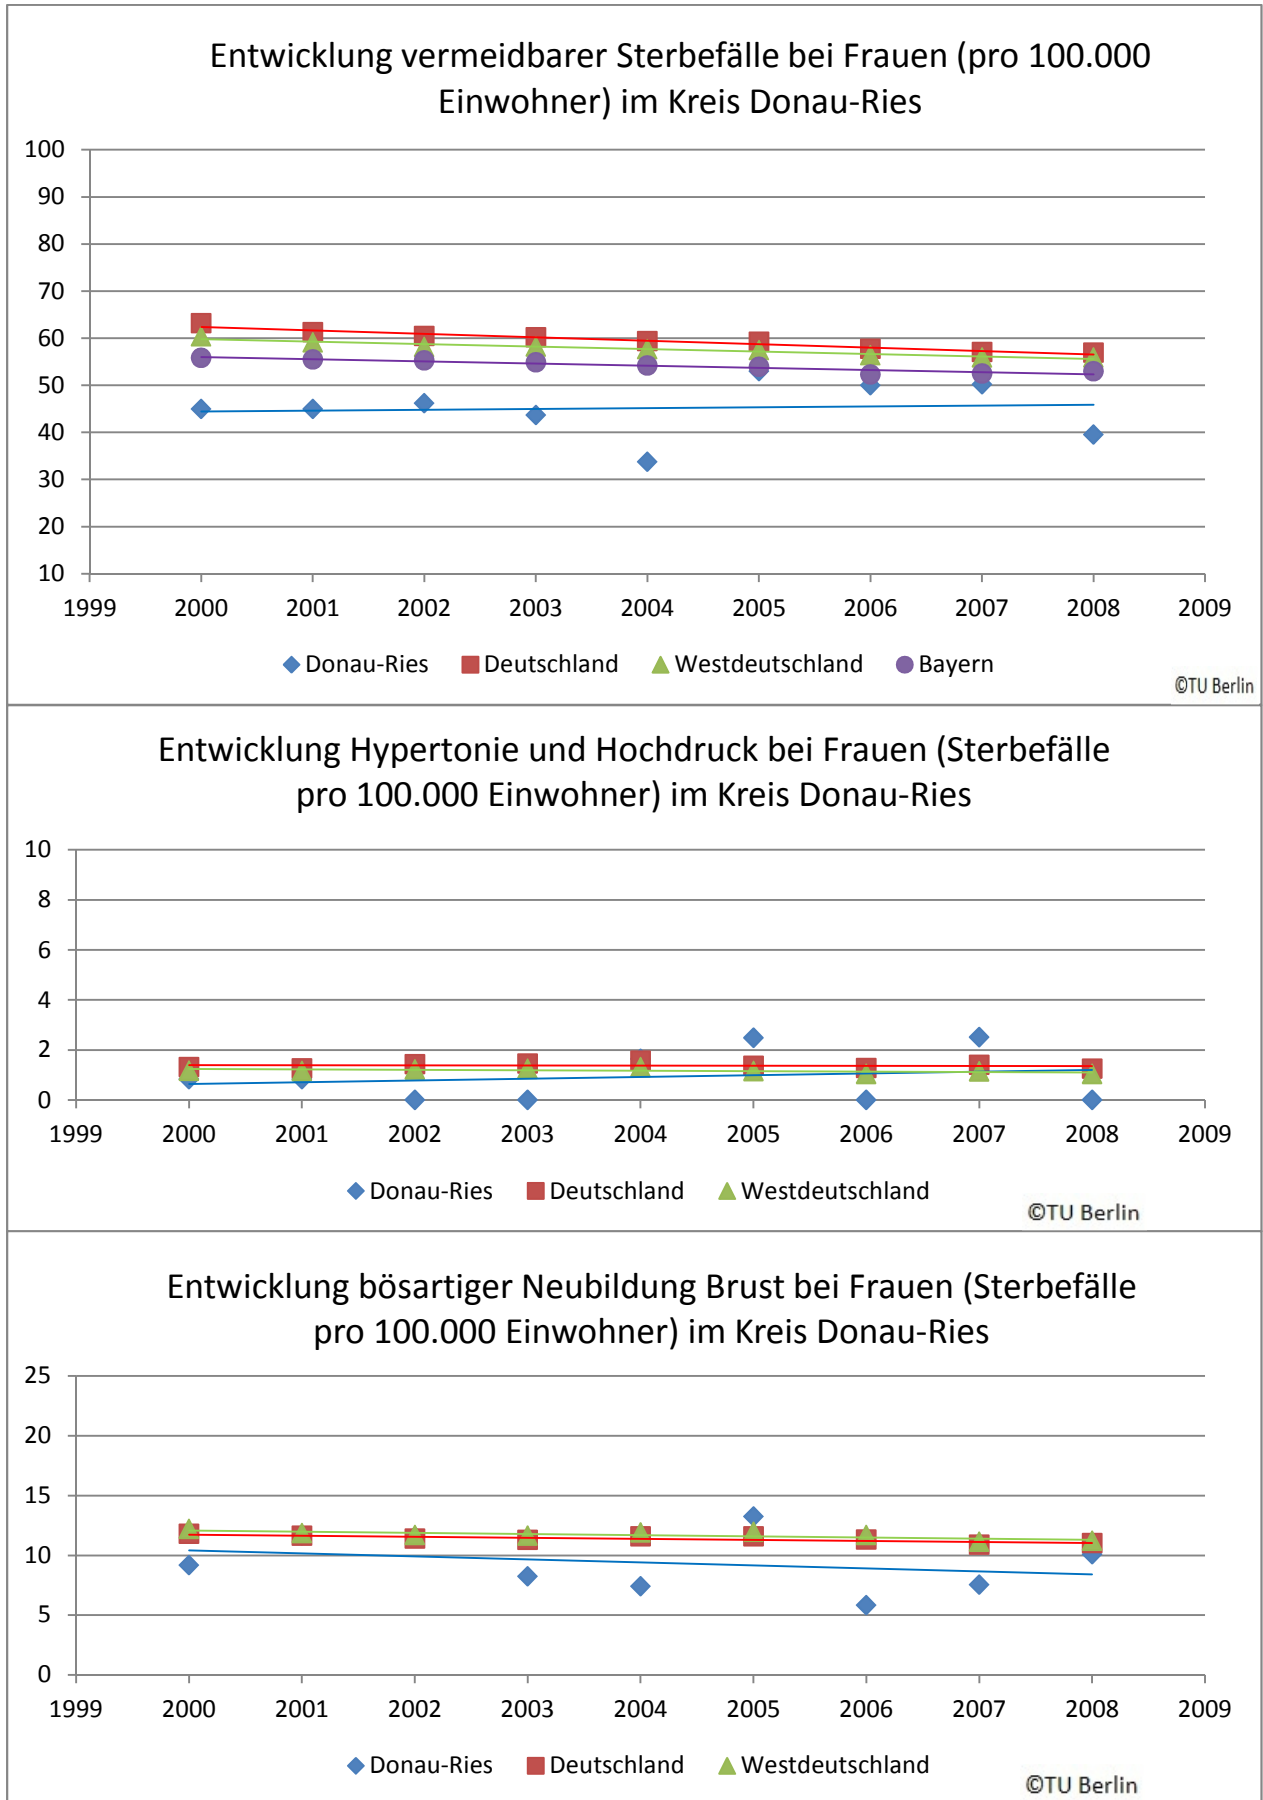 Entwicklung vermeidbarer Sterbefälle bei Frauen (pro 100.000
Einwohner) im Kreis Donau-Ries
100
90
80
70
60
50
40
30
20
10
1999 2000 2001 2002 2003 2004 2005 2006 2007 2008 2009
Donau-Ries Deutschland Westdeutschland Bayern
©TU Berlin
Entwicklung Hypertonie und Hochdruck bei Frauen (Sterbefälle
pro 100.000 Einwohner) im Kreis Donau-Ries
10
8
6
4
2
0
1999 2000 2001 2002 2003 2004 2005 2006 2007 2008 2009
Donau-Ries Deutschland Westdeutschland
©TU Berlin
Entwicklung bösartiger Neubildung Brust bei Frauen (Sterbefälle
pro 100.000 Einwohner) im Kreis Donau-Ries
25
20
15
10
5
0
1999 2000 2001 2002 2003 2004 2005 2006 2007 2008 2009
Donau-Ries Deutschland Westdeutschland
©TU Berlin